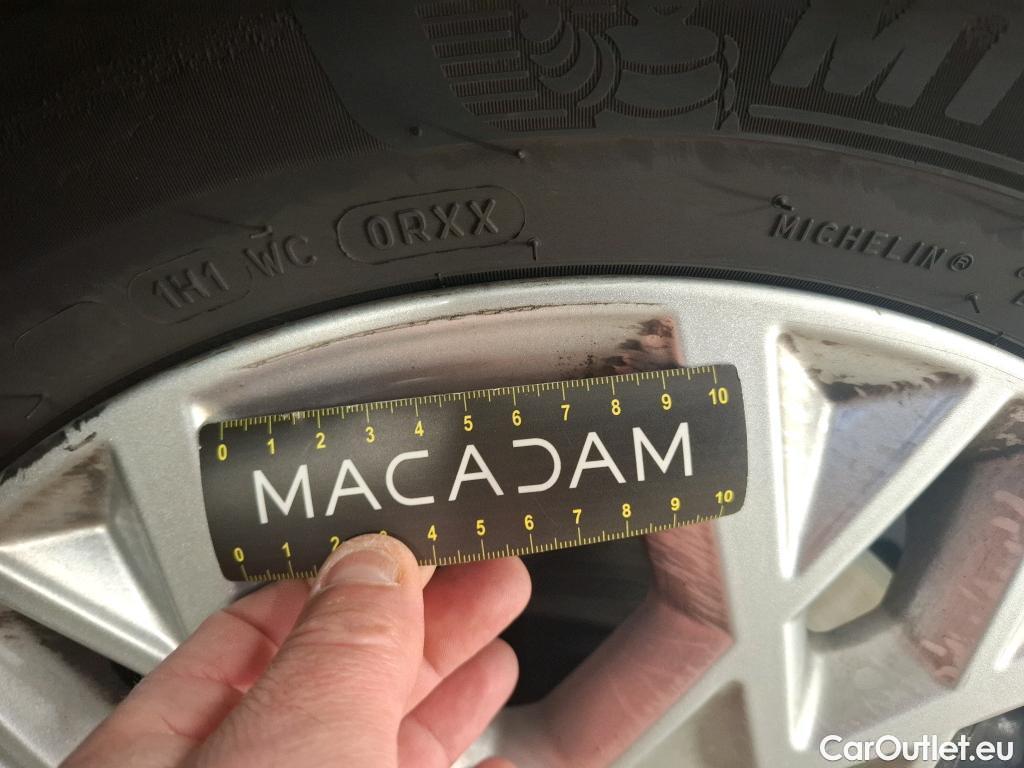 MI
1H1 WC 0RXX
MICHELIN®
0 1 2 3 4 5 6 7 8 9 10
MACADAM
0 1 2 3 4 5 6 7 8 9 10
CarOutlet.eu